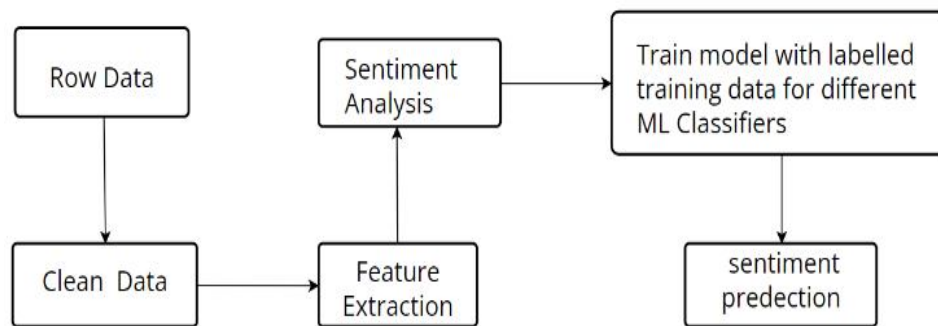 Row Data
Clean Data
Feature
Extraction
Sentiment
Analysis
Train model with labelled
training data for different
ML Classifiers
sentiment
predection